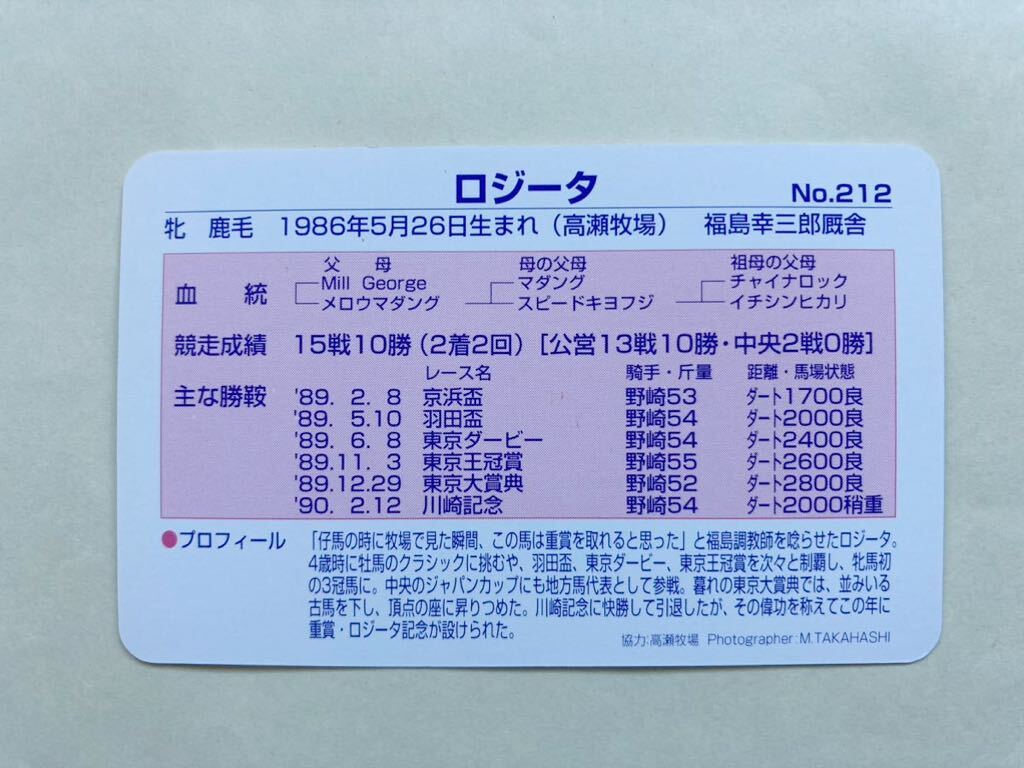 ロジータ No.212
牝 鹿毛 1986年5月26日生まれ（高瀬牧場） 福島幸三郎厩舎
父 母 母の父母 祖母の父母
血統 Mill George マダング チャイナロック
メロウマダング スピードキヨフジ イチシンヒカリ
競走成績 15戦10勝（2着2回）［公営13戦10勝・中央2戦0勝］
レース名 騎手・斤量 距離・馬場状態
主な勝鞍 '89. 2. 8 京浜盃 野崎53 ダート1700良
'89. 5.10 羽田盃 野崎54 ダート2000良
'89. 6. 8 東京ダービー 野崎54 ダート2400良
'89.11. 3 東京王冠賞 野崎55 ダート2600良
'89.12.29 東京大賞典 野崎52 ダート2800良
'90. 2.12 川崎記念 野崎54 ダート2000稍重
●プロフィール 「仔馬の時に牧場で見た瞬間、この馬は重賞を取れると思った」と福島調教師を唸らせたロジータ。
4歳時に牡馬のクラシックに挑むや、羽田盃、東京ダービー、東京王冠賞を次々と制覇し、牝馬初
の3冠馬に。中央のジャパンカップにも地方馬代表として参戦。暮れの東京大賞典では、並みいる
古馬を下し、頂点の座に昇りつめた。川崎記念に快勝して引退したが、その偉功を称えてこの年に
重賞・ロジータ記念が設けられた。
協力:高瀬牧場 Photographer:M.TAKAHASHI